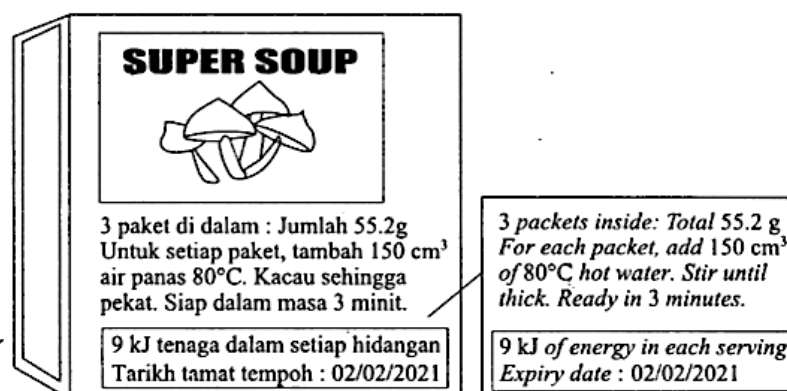 SUPER SOUP
3 paket di dalam : Jumlah 55.2g
Untuk setiap paket, tambah 150 cm³
air panas 80°C. Kacau sehingga
pekat. Siap dalam masa 3 minit.
9 kJ tenaga dalam setiap hidangan
Tarikh tamat tempoh : 02/02/2021
3 packets inside: Total 55.2 g
For each packet, add 150 cm³
of 80°C hot water. Stir until
thick. Ready in 3 minutes.
9 kJ of energy in each serving
Expiry date : 02/02/2021